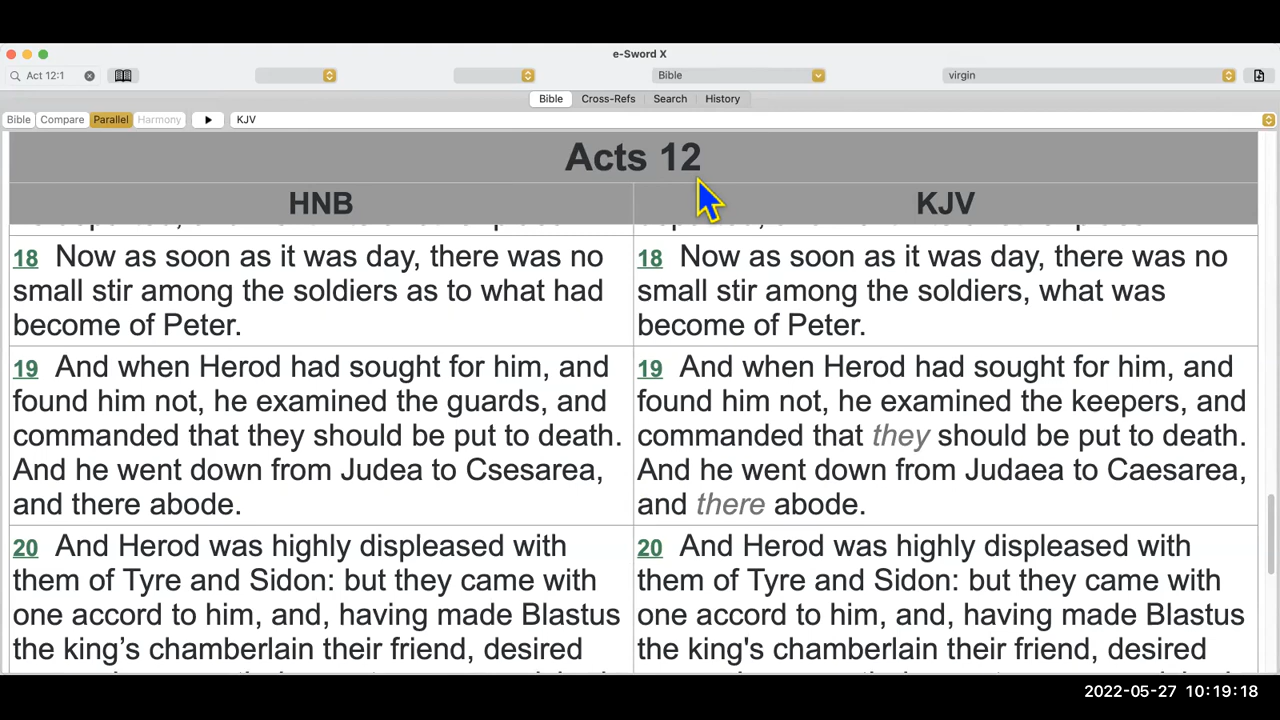 e-Sword X
Act 12:1
Bible
virgin
Bible Cross-Refs Search History
Bible Compare Parallel Harmony KJV
Acts 12
HNB
KJV
18 Now as soon as it was day, there was no
small stir among the soldiers as to what had
become of Peter.
18 Now as soon as it was day, there was no
small stir among the soldiers, what was
become of Peter.
19 And when Herod had sought for him, and
found him not, he examined the guards, and
commanded that they should be put to death.
And he went down from Judea to Csesarea,
and there abode.
19 And when Herod had sought for him, and
found him not, he examined the keepers, and
commanded that they should be put to death.
And he went down from Judaea to Caesarea,
and there abode.
20 And Herod was highly displeased with
them of Tyre and Sidon: but they came with
one accord to him, and, having made Blastus
the king’s chamberlain their friend, desired
20 And Herod was highly displeased with
them of Tyre and Sidon: but they came with
one accord to him, and, having made Blastus
the king's chamberlain their friend, desired
2022-05-27 10:19:18